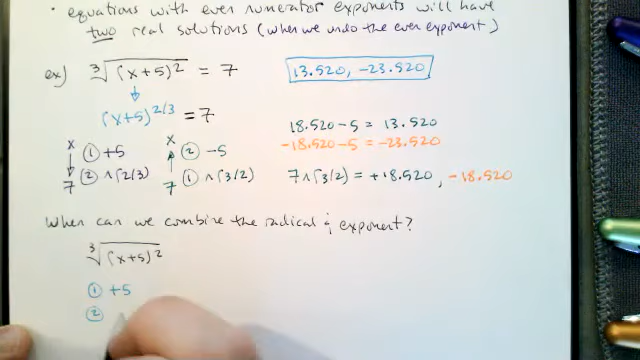 • equations with even numerator exponents will have
two real solutions (when we undo the even exponent)
ex) ∛(x+5)² = 7 13.520, -23.520
(x+5)^2/3 = 7
18.520-5 = 13.520
-18.520-5 = -23.520
x ① +5 x ② -5
7 ② ^(2/3) 7 ① ^(3/2) 7^(3/2) = +18.520, -18.520
When can we combine the radical & exponent?
∛(x+5)²
① +5
②